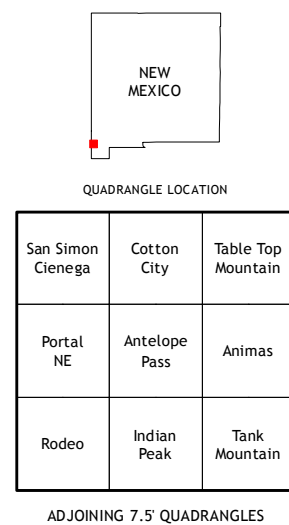 NEW
MEXICO
QUADRANGLE LOCATION
San Simon
Cienega
Cotton
City
Table Top
Mountain
Portal
NE
Antelope
Pass
Animas
Rodeo
Indian
Peak
Tank
Mountain
ADJOINING 7.5' QUADRANGLES